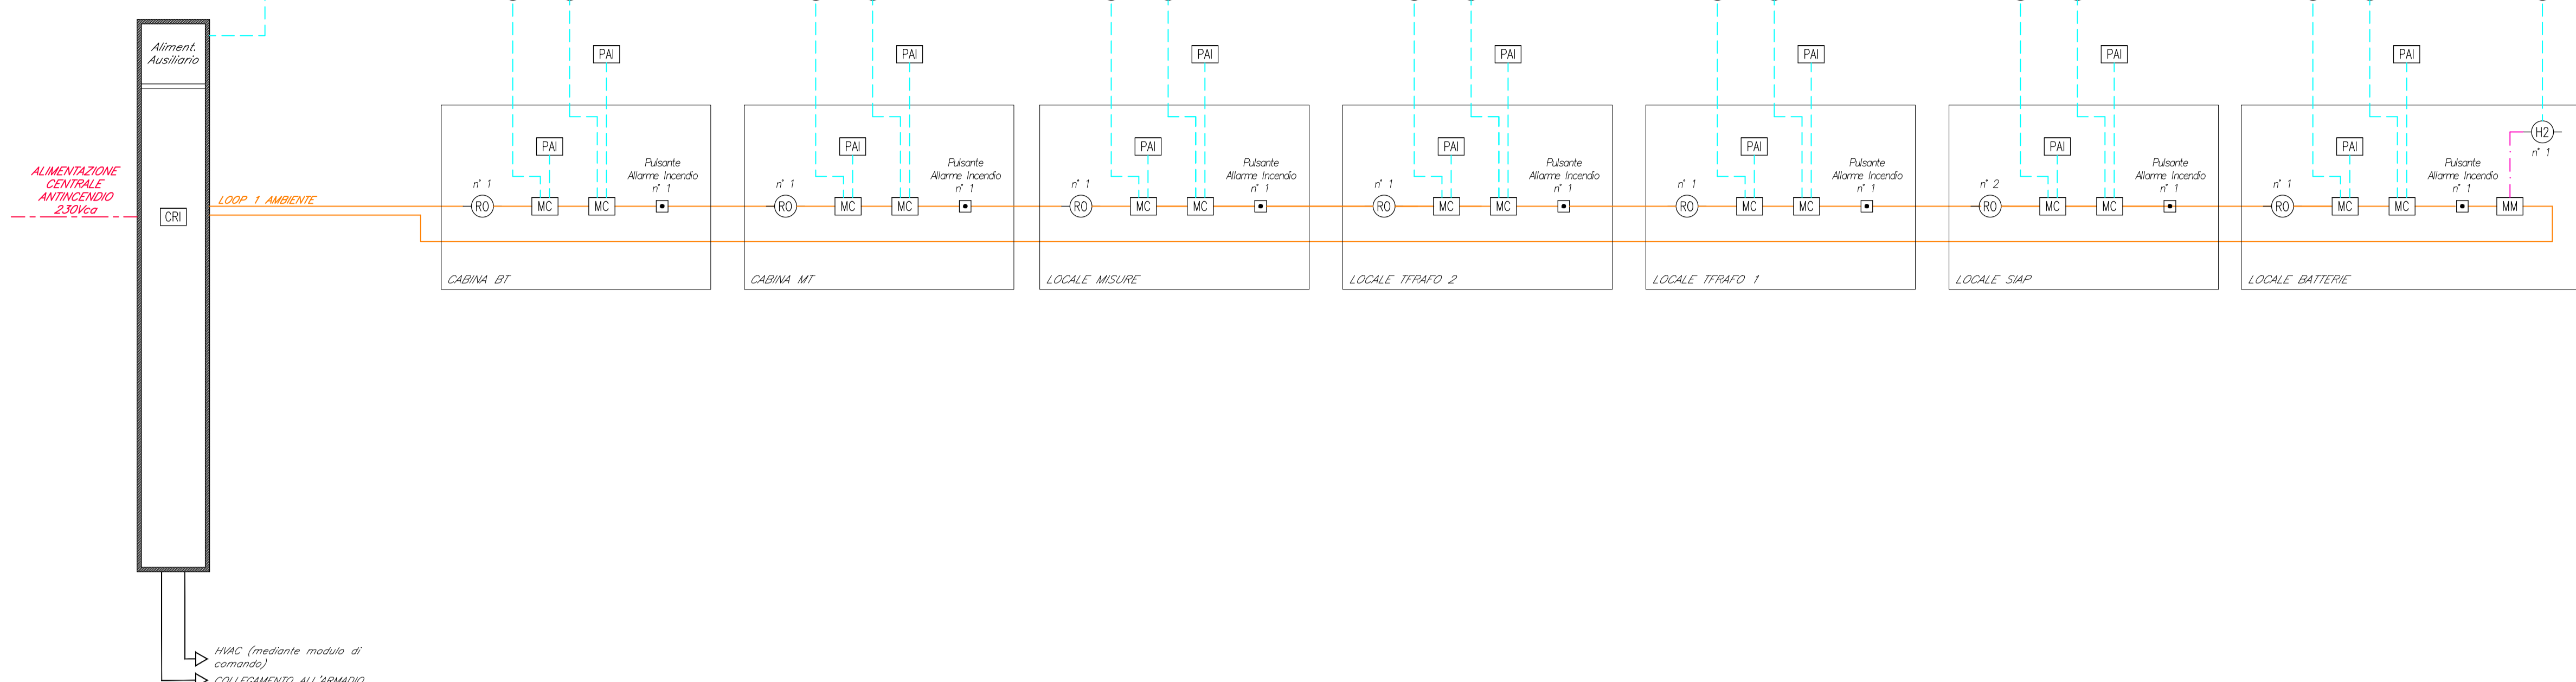 Aliment.
Ausiliario
ALIMENTAZIONE
CENTRALE
ANTINCENDIO
230Vca
CRI
LOOP 1 AMBIENTE
PAI
PAI
Pulsante
Allarme Incendio
n° 1
n° 1
RO
MC
MC
CABINA BT
PAI
PAI
Pulsante
Allarme Incendio
n° 1
n° 1
RO
MC
MC
CABINA MT
PAI
PAI
Pulsante
Allarme Incendio
n° 1
n° 1
RO
MC
MC
LOCALE MISURE
PAI
PAI
Pulsante
Allarme Incendio
n° 1
n° 1
RO
MC
MC
LOCALE TFRAFO 2
PAI
PAI
Pulsante
Allarme Incendio
n° 1
n° 1
RO
MC
MC
LOCALE TFRAFO 1
PAI
PAI
Pulsante
Allarme Incendio
n° 1
n° 2
RO
MC
MC
LOCALE SIAP
PAI
H2
n° 1
PAI
Pulsante
Allarme Incendio
n° 1
n° 1
RO
MC
MC
MM
LOCALE BATTERIE
HVAC (mediante modulo di
comando)
COLLEGAMENTO ALL'ARMADIO